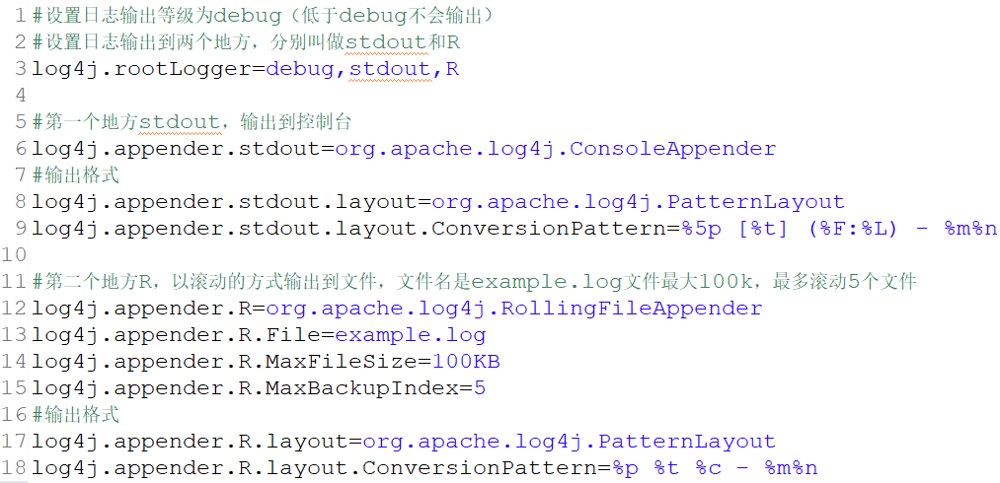 1 #设置日志输出等级为debug（低于debug不会输出）
2 #设置日志输出到两个地方，分别叫做stdout和R
3 log4j.rootLogger=debug,stdout,R
4
5 #第一个地方stdout，输出到控制台
6 log4j.appender.stdout=org.apache.log4j.ConsoleAppender
7 #输出格式
8 log4j.appender.stdout.layout=org.apache.log4j.PatternLayout
9 log4j.appender.stdout.layout.ConversionPattern=%5p [%t] (%F:%L) - %m%n
10
11 #第二个地方R，以滚动的方式输出到文件，文件名是example.log文件最大100k，最多滚动5个文件
12 log4j.appender.R=org.apache.log4j.RollingFileAppender
13 log4j.appender.R.File=example.log
14 log4j.appender.R.MaxFileSize=100KB
15 log4j.appender.R.MaxBackupIndex=5
16 #输出格式
17 log4j.appender.R.layout=org.apache.log4j.PatternLayout
18 log4j.appender.R.layout.ConversionPattern=%p %t %c - %m%n